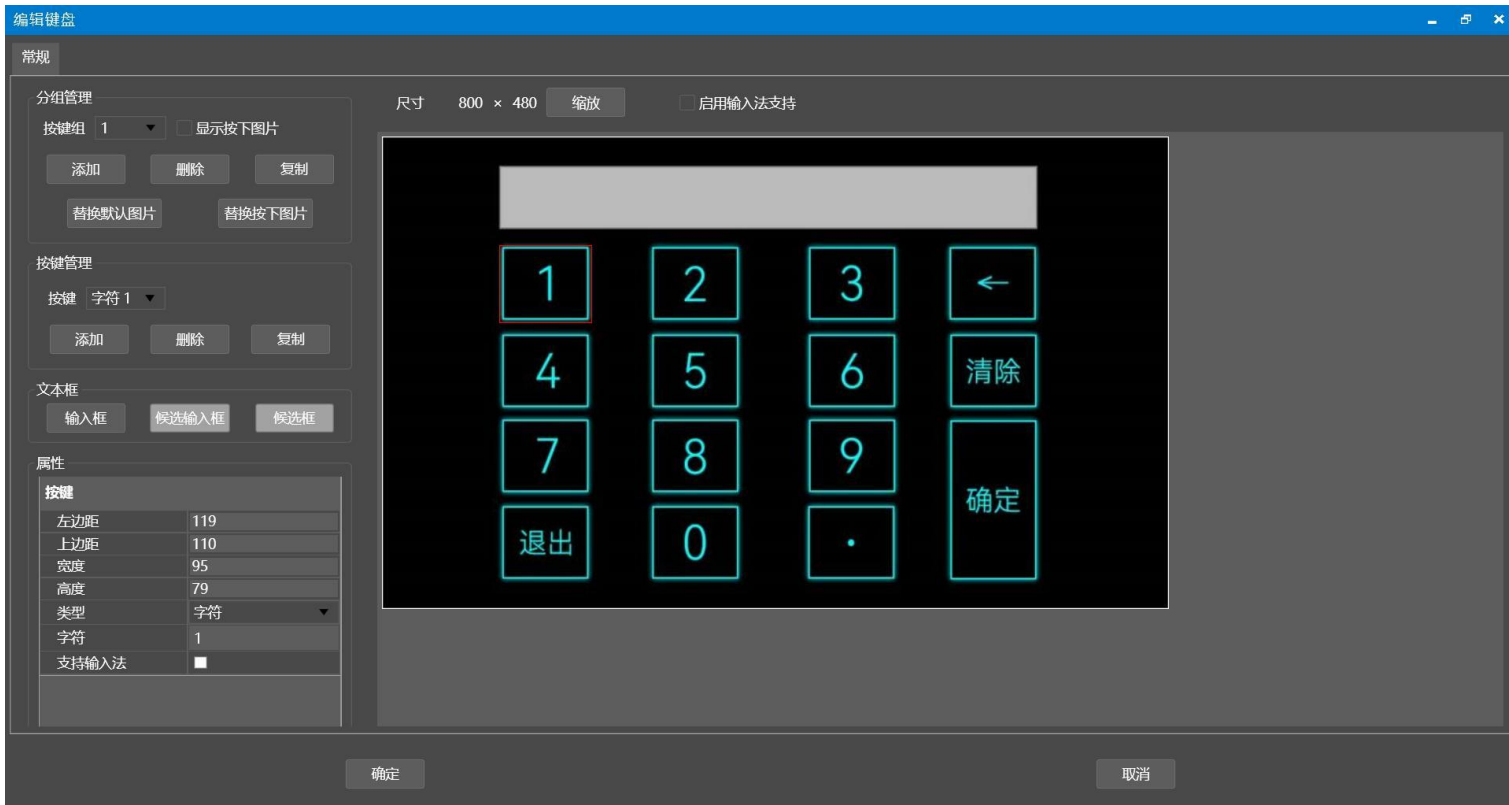 编辑键盘
常规
分组管理
按键组 1 显示按下图片
添加 删除 复制
替换默认图片 替换按下图片
按键管理
按键 字符 1
添加 删除 复制
文本框
输入框 候选输入框 候选框
属性
按键
左边距 119
上边距 110
宽度 95
高度 79
类型 字符
字符 1
支持输入法
尺寸 800 × 480 缩放 启用输入法支持
1 2 3 ←
4 5 6 清除
7 8 9 确定
退出 0 ·
确定 取消